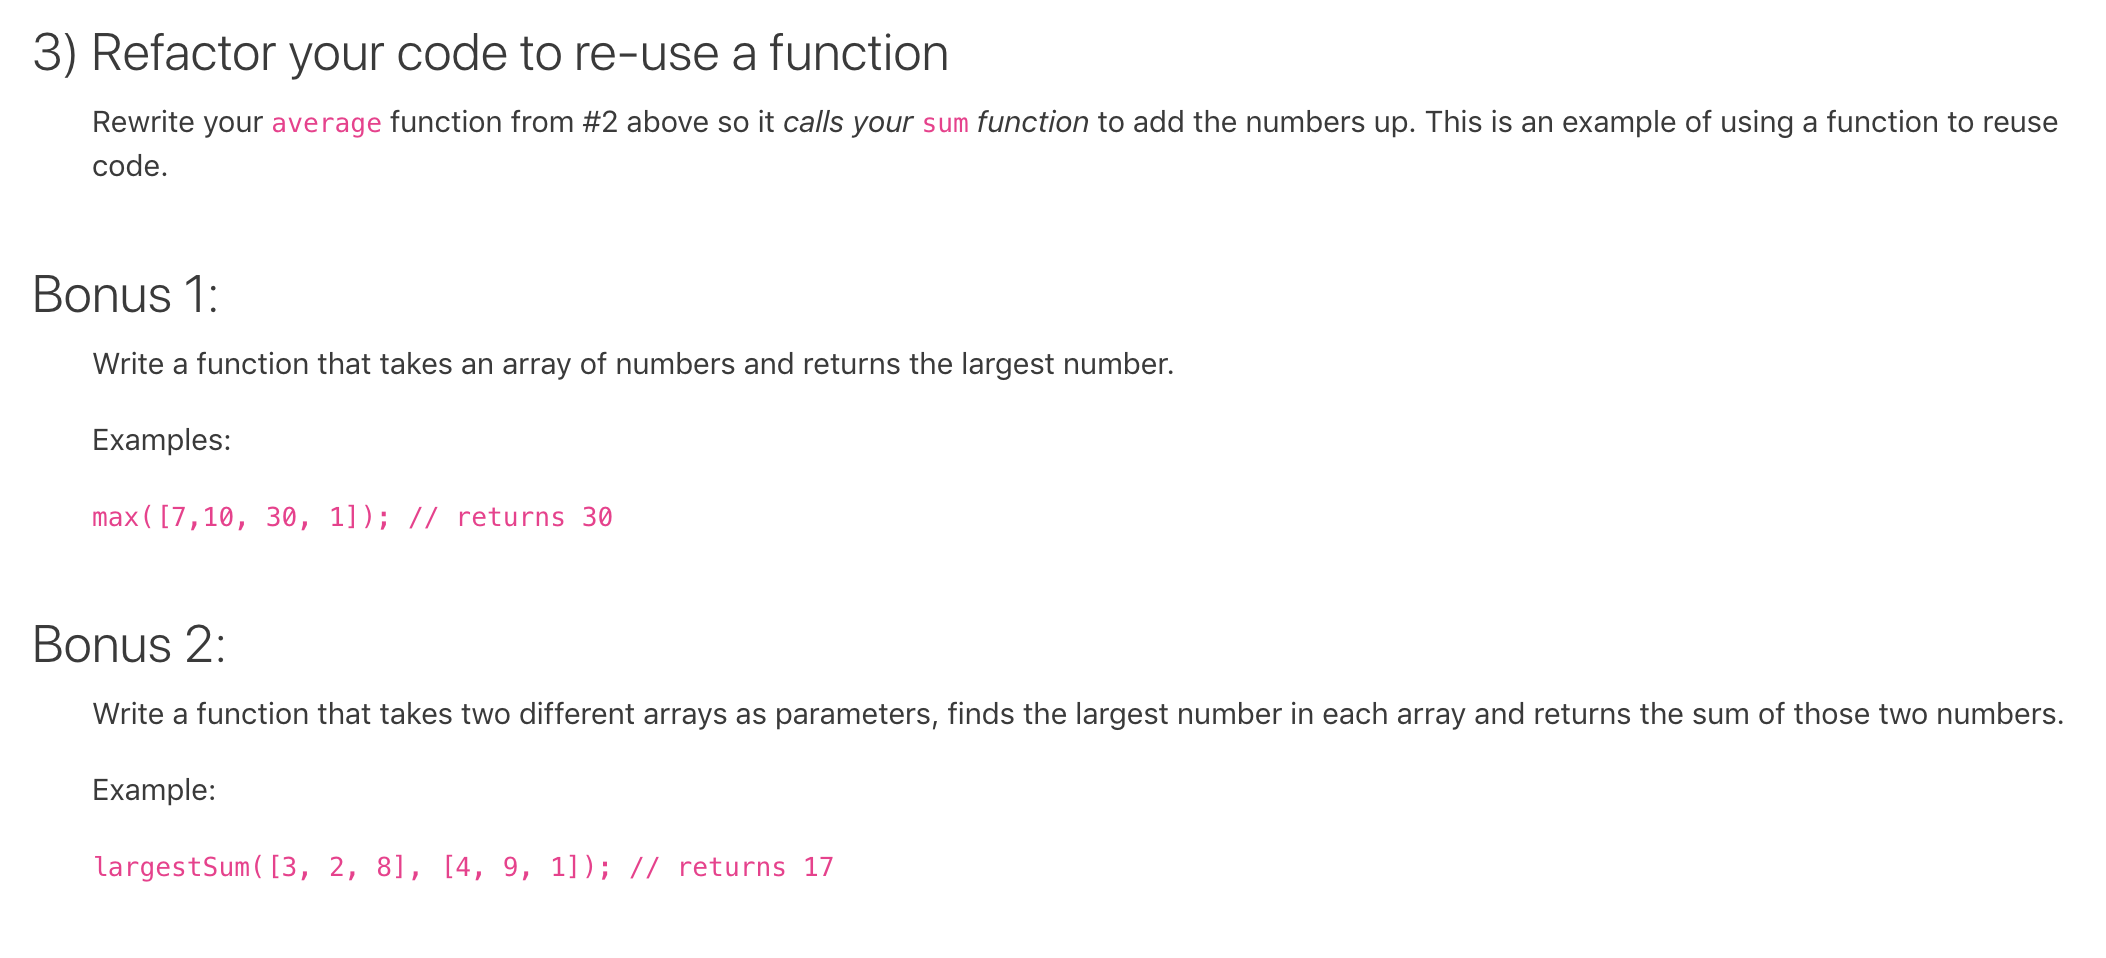 3) Refactor your code to re-use a function
Rewrite your average function from #2 above so it calls your sum function to add the numbers up. This is an example of using a function to reuse
code.
Bonus 1:
Write a function that takes an array of numbers and returns the largest number.
Examples:
max([7,10, 30, 1]); // returns 30
Bonus 2:
Write a function that takes two different arrays as parameters, finds the largest number in each array and returns the sum of those two numbers.
Example:
largestSum([3, 2, 8], [4, 9, 1]); // returns 17